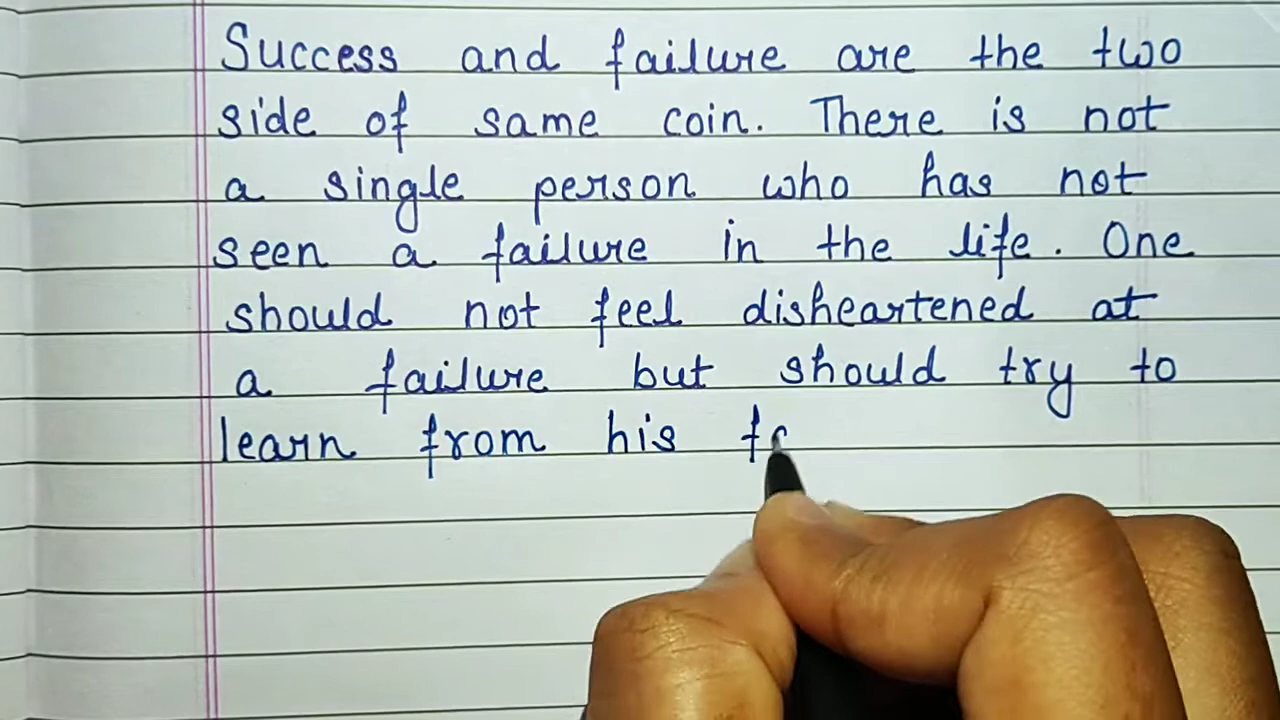 Success and failure are the two
side of same coin. There is not
a single person who has not
seen a failure in the life. One
should not feel disheartened at
a failure but should try to
learn from his